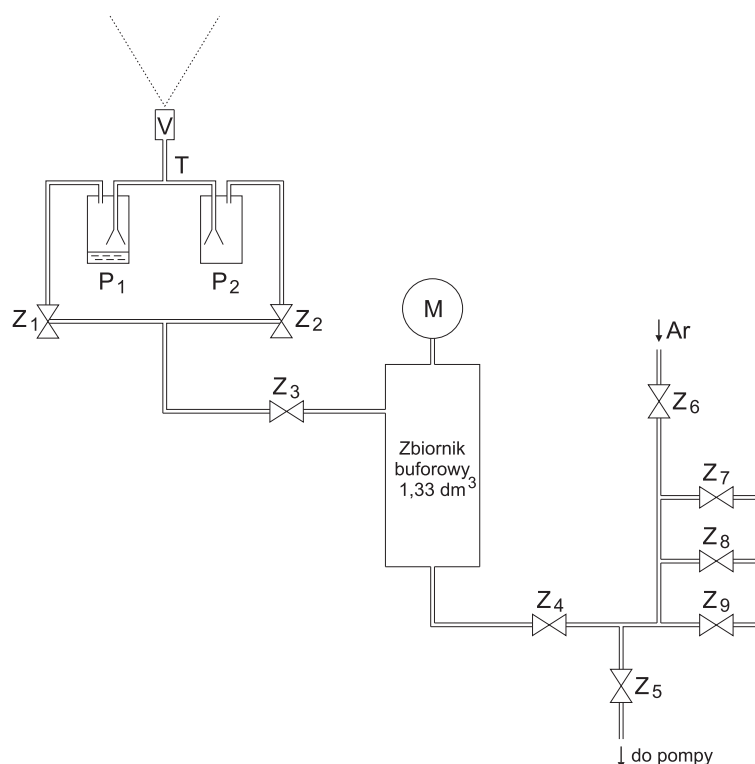 V
T
P1
P2
Z1
Z2
M
Ar
Z3
Z6
Zbiornik
buforowy
1,33 dm3
Z7
Z8
Z4
Z9
Z5
do pompy